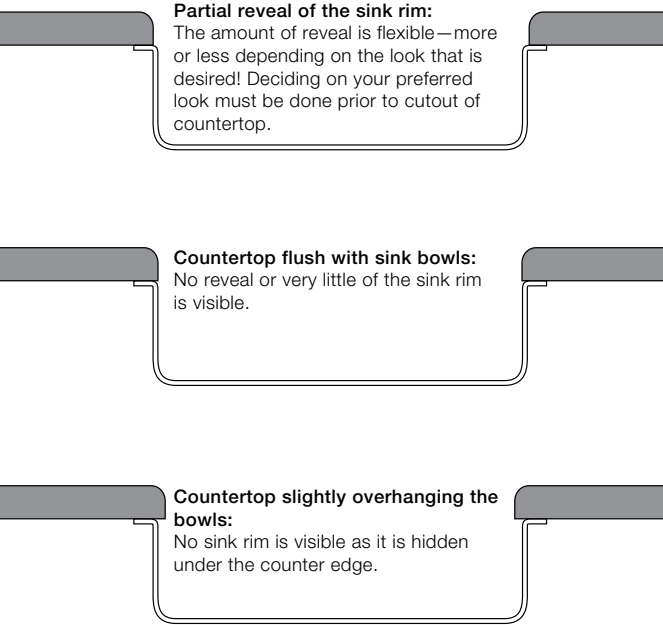 Partial reveal of the sink rim:
The amount of reveal is flexible—more
or less depending on the look that is
desired! Deciding on your preferred
look must be done prior to cutout of
countertop.
Countertop flush with sink bowls:
No reveal or very little of the sink rim
is visible.
Countertop slightly overhanging the
bowls:
No sink rim is visible as it is hidden
under the counter edge.